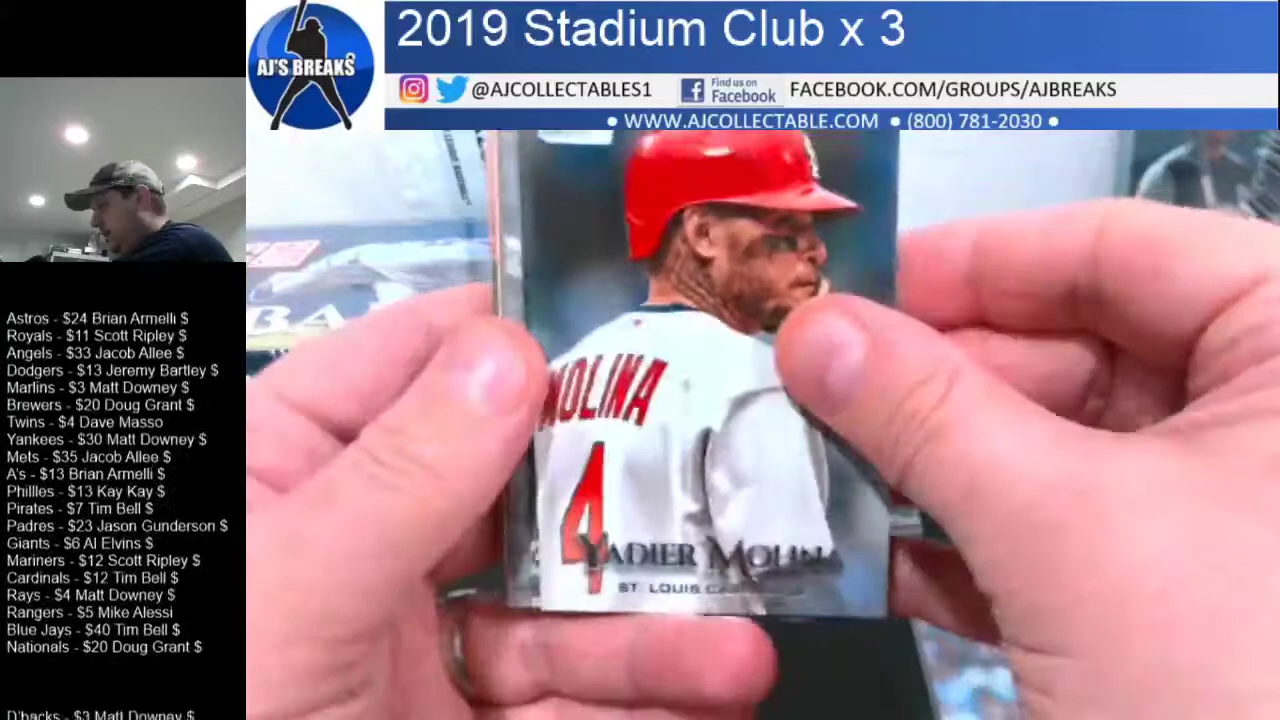 2019 Stadium Club x 3
AJ'S BREAKS
@AJCOLLECTABLES1
Find us on
Facebook
FACEBOOK.COM/GROUPS/AJBREAKS
• WWW.AJCOLLECTABLE.COM • (800) 781-2030 •
Astros - $24 Brian Armelli $
Royals - $11 Scott Ripley $
Angels - $33 Jacob Allee $
Dodgers - $13 Jeremy Bartley $
Marlins - $3 Matt Downey $
Brewers - $20 Doug Grant $
Twins - $4 Dave Masso
Yankees - $30 Matt Downey $
Mets - $35 Jacob Allee $
A's - $13 Brian Armelli $
Phillles - $13 Kay Kay $
Pirates - $7 Tim Bell $
Padres - $23 Jason Gunderson $
Giants - $6 Al Elvins $
Mariners - $12 Scott Ripley $
Cardinals - $12 Tim Bell $
Rays - $4 Matt Downey $
Rangers - $5 Mike Alessi
Blue Jays - $40 Tim Bell $
Nationals - $20 Doug Grant $
D'backs - $3 Matt Downey $
MOLINA
4
YADIER MOLINA
ST. LOUIS